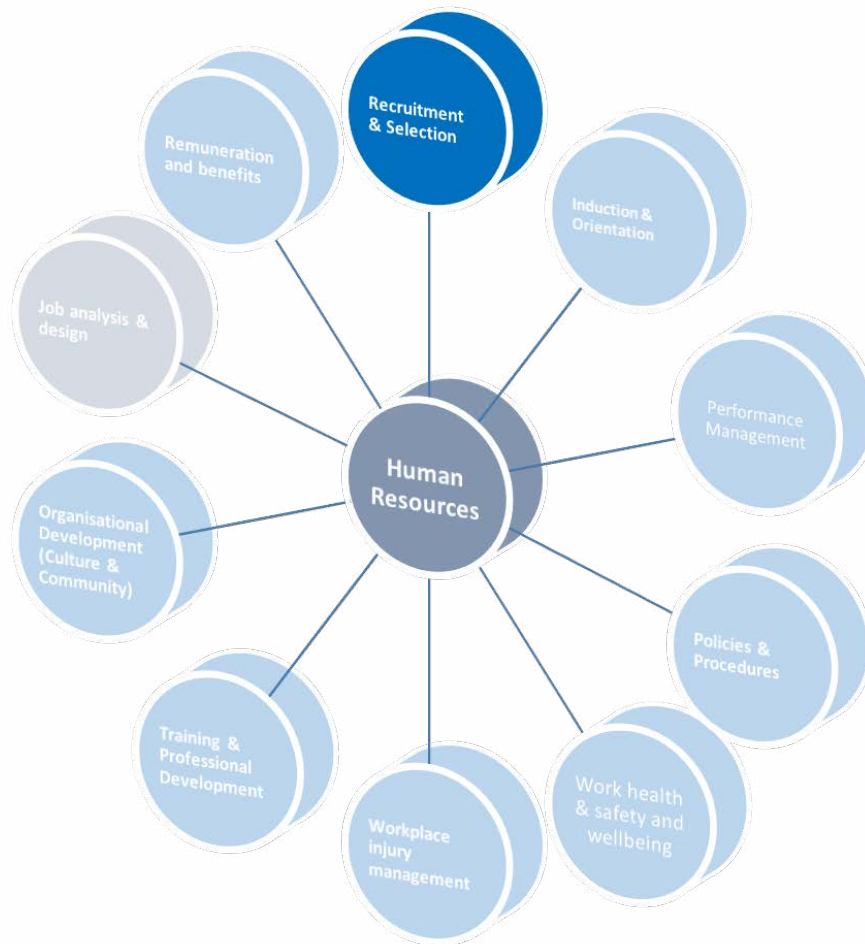 Recruitment
& Selection
Induction &
Orientation
Performance
Management
Policies &
Procedures
Work health
& safety and
wellbeing
Workplace
injury
management
Training &
Professional
Development
Organisational
Development
(Culture &
Community)
Job analysis &
design
Remuneration
and benefits
Human
Resources